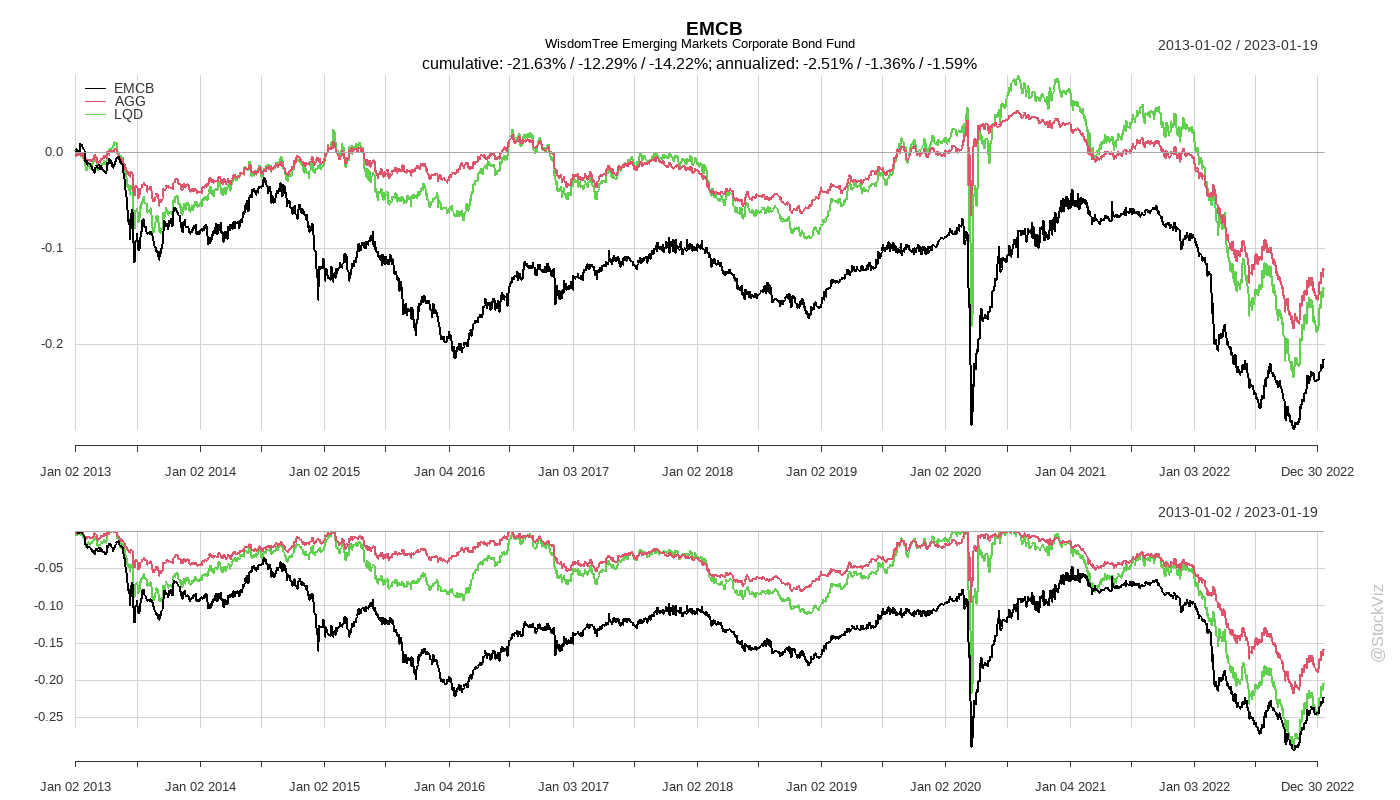 EMCB
WisdomTree Emerging Markets Corporate Bond Fund
2013-01-02 / 2023-01-19
cumulative: -21.63% / -12.29% / -14.22%; annualized: -2.51% / -1.36% / -1.59%
EMCB
AGG
LQD
0.0
-0.1
-0.2
Jan 02 2013 Jan 02 2014 Jan 02 2015 Jan 04 2016 Jan 03 2017 Jan 02 2018 Jan 02 2019 Jan 02 2020 Jan 04 2021 Jan 03 2022 Dec 30 2022
2013-01-02 / 2023-01-19
-0.05
-0.10
-0.15
-0.20
-0.25
Jan 02 2013 Jan 02 2014 Jan 02 2015 Jan 04 2016 Jan 03 2017 Jan 02 2018 Jan 02 2019 Jan 02 2020 Jan 04 2021 Jan 03 2022 Dec 30 2022
@StockViz